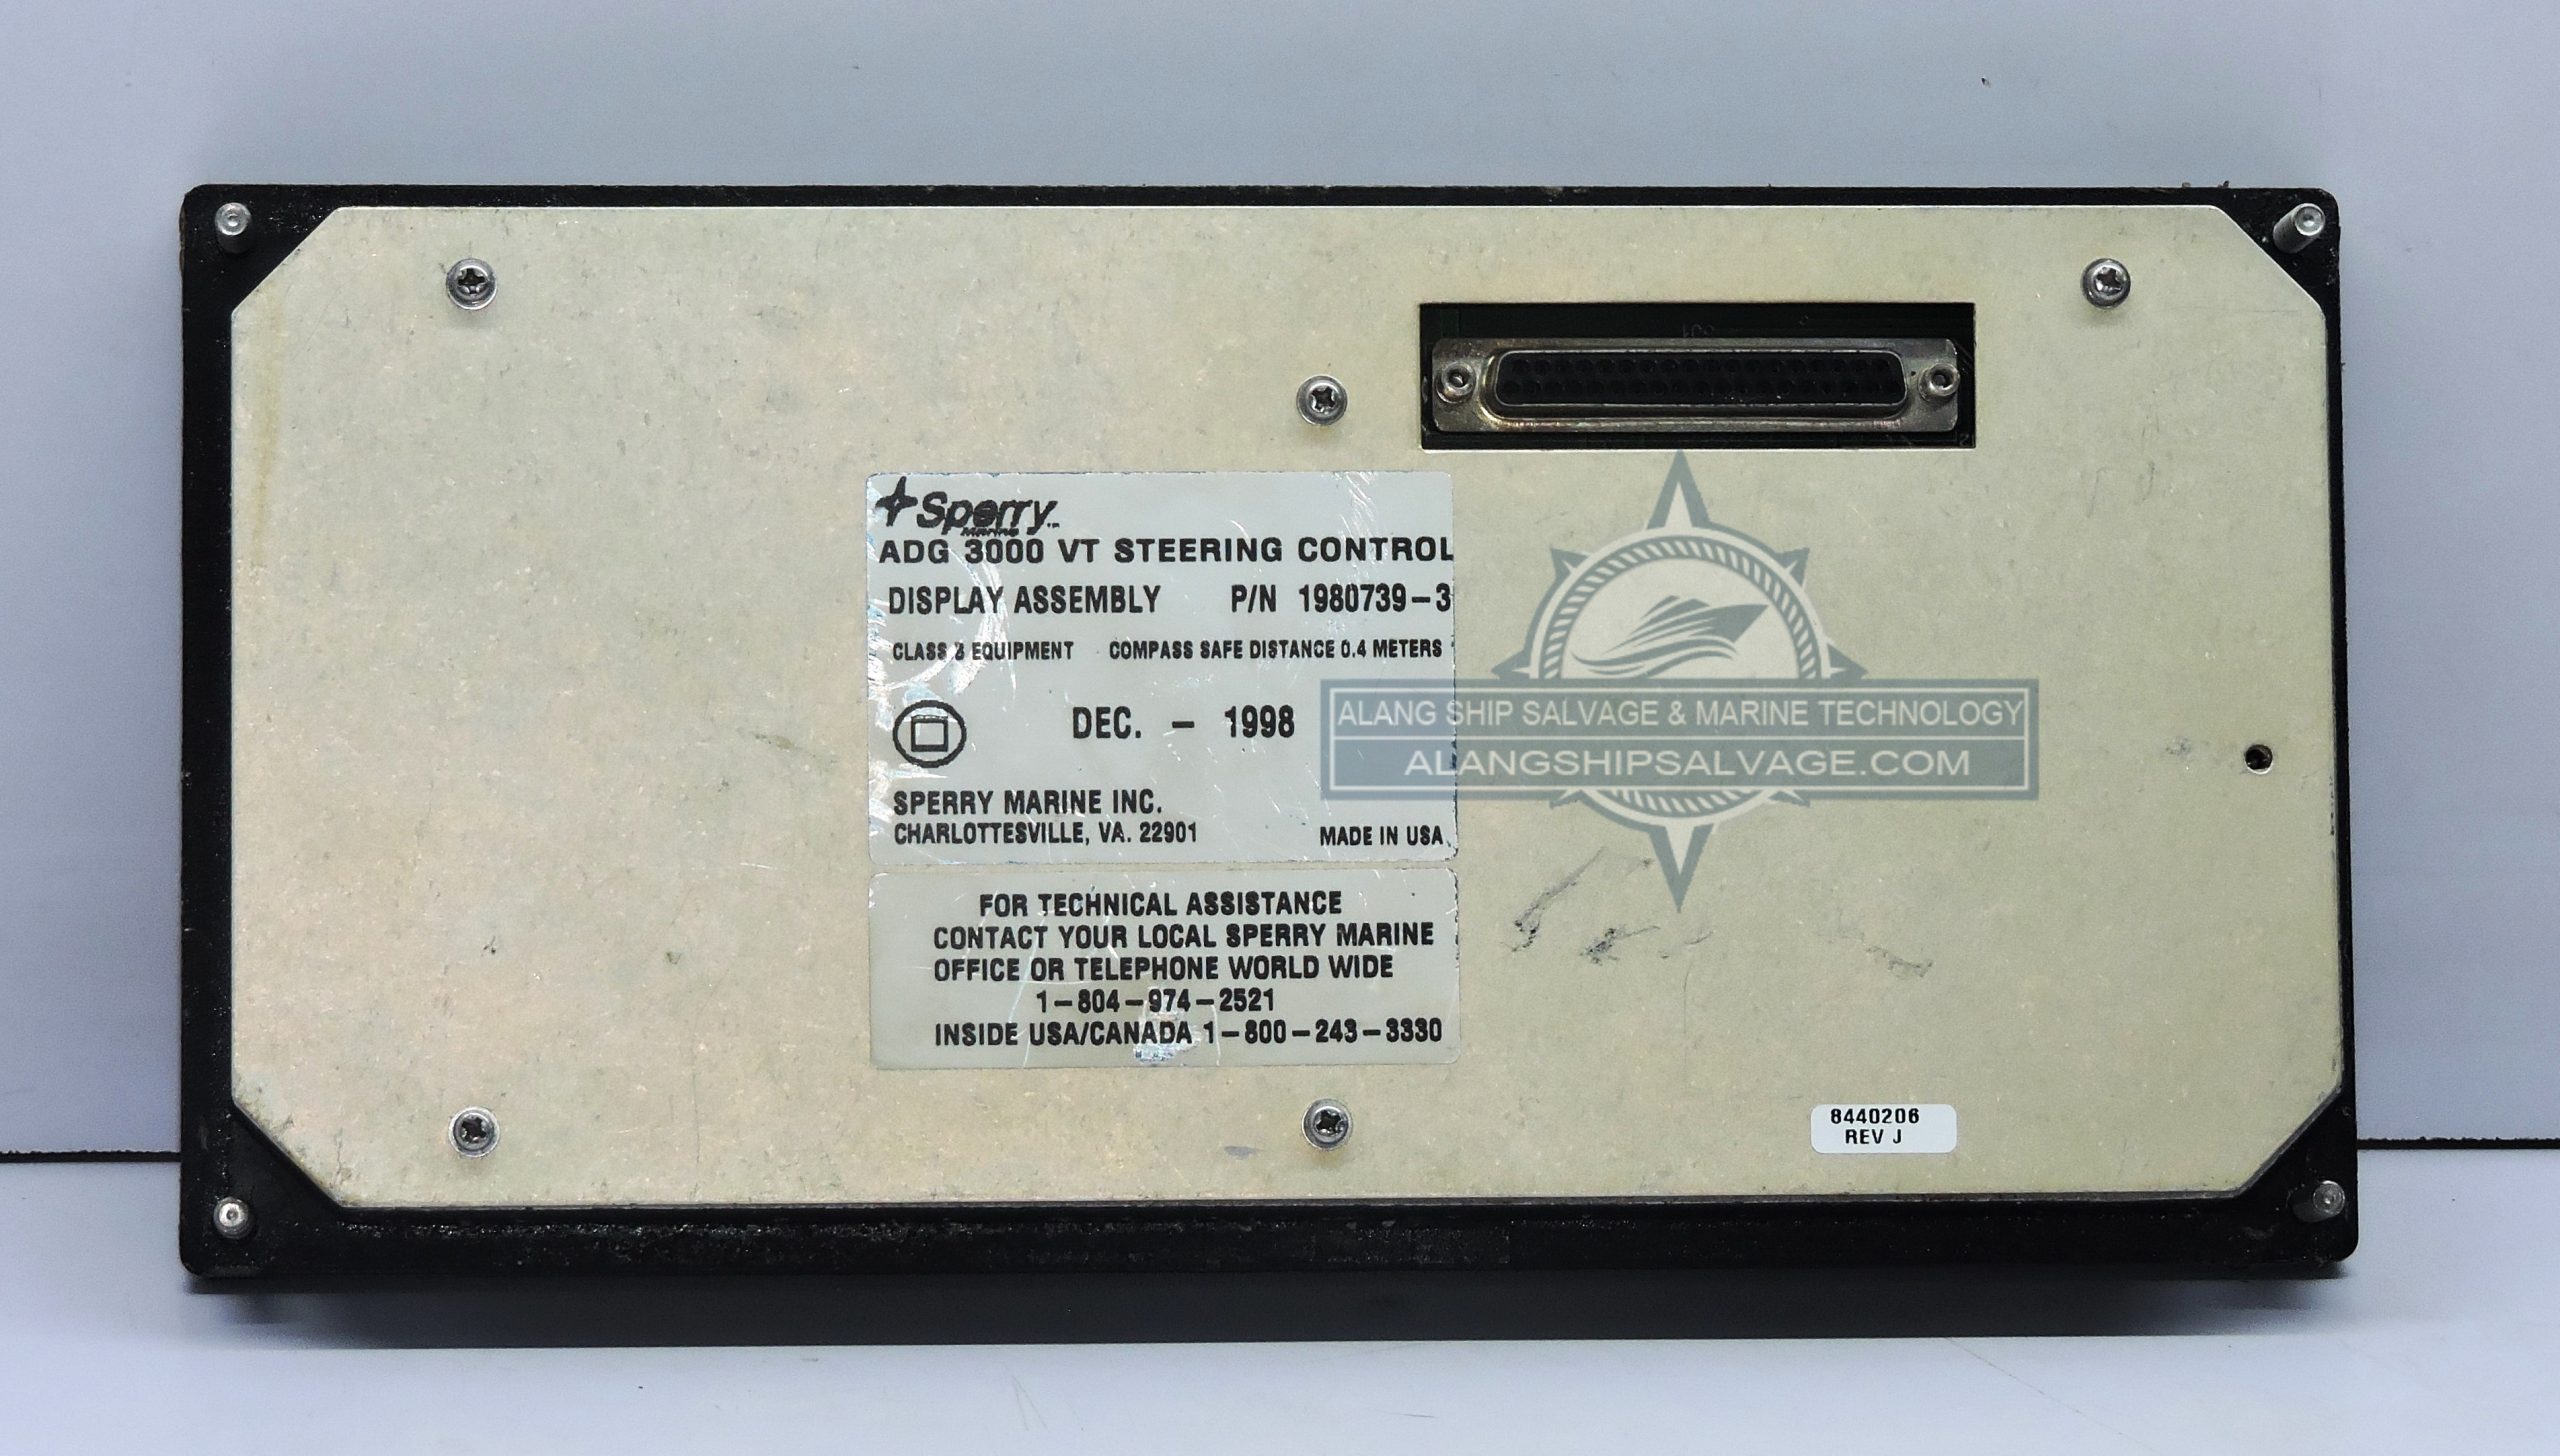 Sperry
Marine
ADG 3000 VT STEERING CONTROL
DISPLAY ASSEMBLY P/N 1980739-3
CLASS B EQUIPMENT COMPASS SAFE DISTANCE 0.4 METERS
DEC. - 1998
SPERRY MARINE INC.
CHARLOTTESVILLE, VA. 22901
MADE IN USA
FOR TECHNICAL ASSISTANCE
CONTACT YOUR LOCAL SPERRY MARINE
OFFICE OR TELEPHONE WORLD WIDE
1-804-974-2521
INSIDE USA/CANADA 1-800-243-3330
ALANG SHIP SALVAGE & MARINE TECHNOLOGY
ALANGSHIPSALVAGE.COM
8440206
REV J